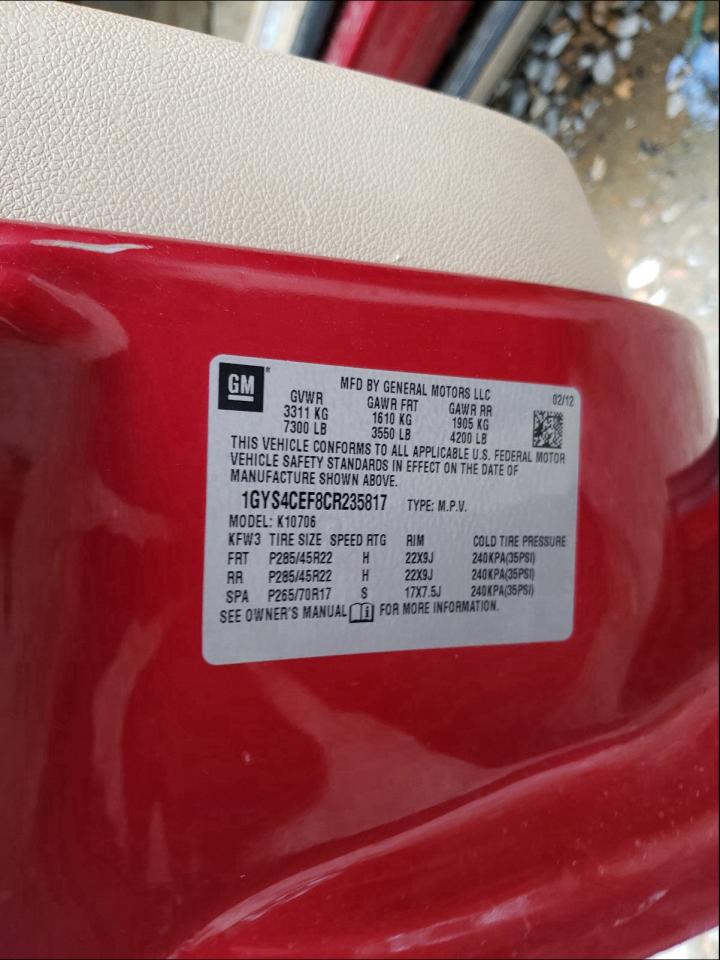 GM®
MFD BY GENERAL MOTORS LLC
02/12
GVWR GAWR FRT GAWR RR
3311 KG 1610 KG 1905 KG
7300 LB 3550 LB 4200 LB
THIS VEHICLE CONFORMS TO ALL APPLICABLE U.S. FEDERAL MOTOR
VEHICLE SAFETY STANDARDS IN EFFECT ON THE DATE OF
MANUFACTURE SHOWN ABOVE.
1GYS4CEF8CR235817 TYPE: M.P.V.
MODEL: K10706
KFW3 TIRE SIZE SPEED RTG RIM COLD TIRE PRESSURE
FRT P285/45R22 H 22X9J 240KPA(35PSI)
RR P285/45R22 H 22X9J 240KPA(35PSI)
SPA P265/70R17 S 17X7.5J 240KPA(35PSI)
SEE OWNER'S MANUAL i FOR MORE INFORMATION.